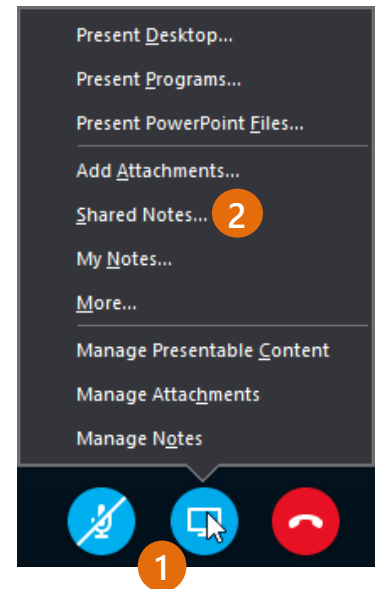 Present Desktop...
Present Programs...
Present PowerPoint Files...
Add Attachments...
Shared Notes... 2
My Notes...
More...
Manage Presentable Content
Manage Attachments
Manage Notes
1